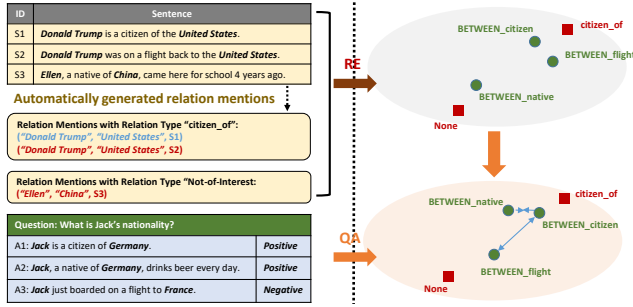 ID Sentence
S1 Donald Trump is a citizen of the United States.
S2 Donald Trump was on a flight back to the United States.
S3 Ellen, a native of China, came here for school 4 years ago.
Automatically generated relation mentions
Relation Mentions with Relation Type “citizen_of”:
(“Donald Trump”, “United States”, S1)
(“Donald Trump”, “United States”, S2)
Relation Mentions with Relation Type “Not-of-Interest:
(“Ellen”, “China”, S3)
Question: What is Jack’s nationality?
A1: Jack is a citizen of Germany. Positive
A2: Jack, a native of Germany, drinks beer every day. Positive
A3: Jack just boarded on a flight to France. Negative
RE
QA
BETWEEN_citizen
citizen_of
BETWEEN_flight
BETWEEN_native
None
BETWEEN_native
citizen_of
BETWEEN_citizen
BETWEEN_flight
None